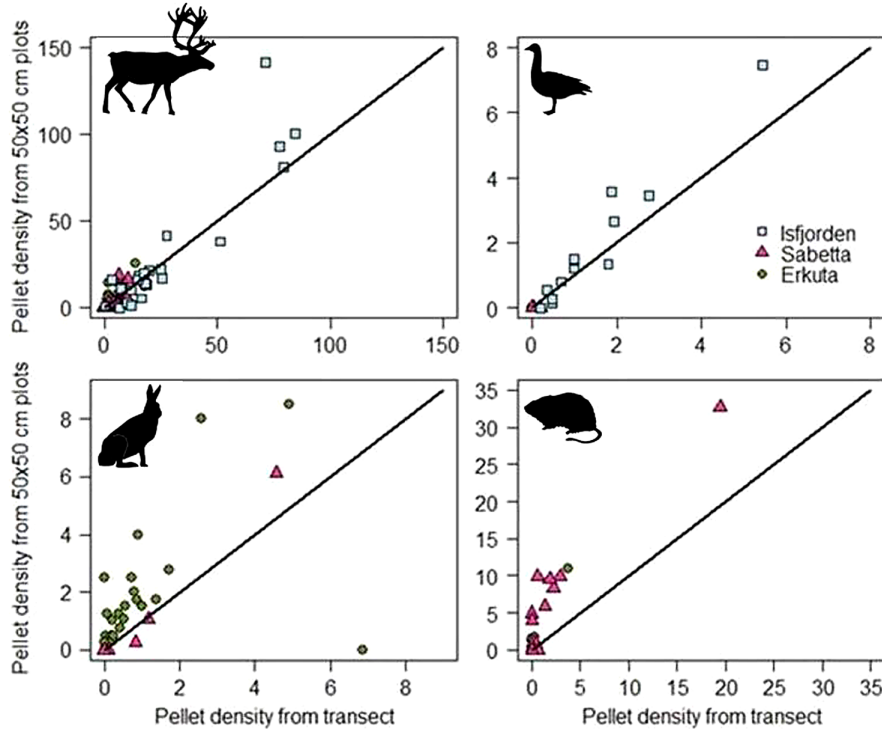 Pellet density from 50x50 cm plots
150
100
50
0
0 50 100 150
8
6
4
2
0
0 2 4 6 8
Isfjorden
Sabetta
Erkuta
Pellet density from 50x50 cm plots
8
6
4
2
0
0 2 4 6 8
Pellet density from transect
35
30
25
20
15
10
5
0
0 5 10 15 20 25 30 35
Pellet density from transect